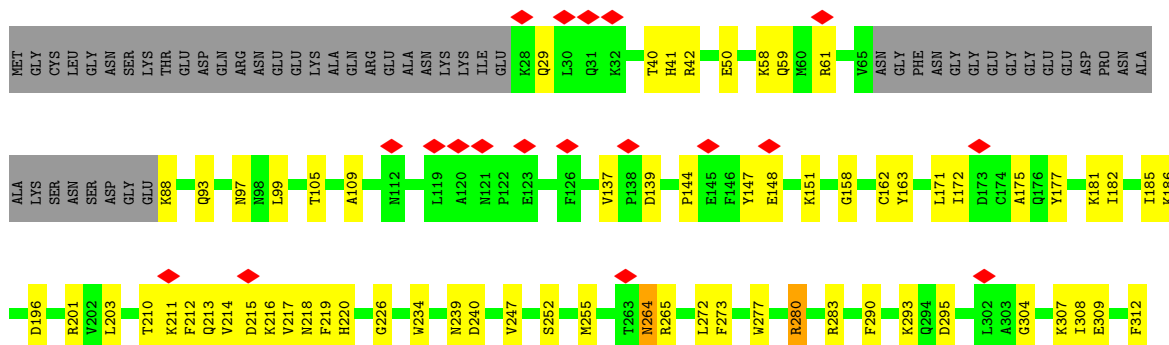 MET GLY CYS LEU GLY ASN SER LYS THR GLU ASP GLN ARG ASN GLU GLU LYS ALA GLN ARG GLU ALA ASN LYS LYS ILE GLU K28 Q29 L30 Q31 K32 T40 H41 R42 E50 K58 Q59 M60 R61 V65 ASN GLY PHE ASN GLY GLY GLU GLY GLY GLU GLU ASP PRO ASN ALA
ALA LYS SER ASN SER ASP GLY GLU K88 Q93 N97 N98 L99 T105 A109 N112 L119 A120 N121 P122 E123 F126 V137 P138 D139 P144 E145 F146 Y147 E148 K151 G158 C162 Y163 L171 I172 D173 C174 A175 Q176 Y177 K181 I182 I185 K186
D196 R201 V202 L203 T210 K211 F212 Q213 V214 D215 K216 V217 N218 F219 H220 G226 W234 N239 D240 V247 S252 M255 T263 N264 R265 L272 F273 W277 R280 R283 F290 K293 Q294 D295 L302 A303 G304 K307 I308 E309 F312